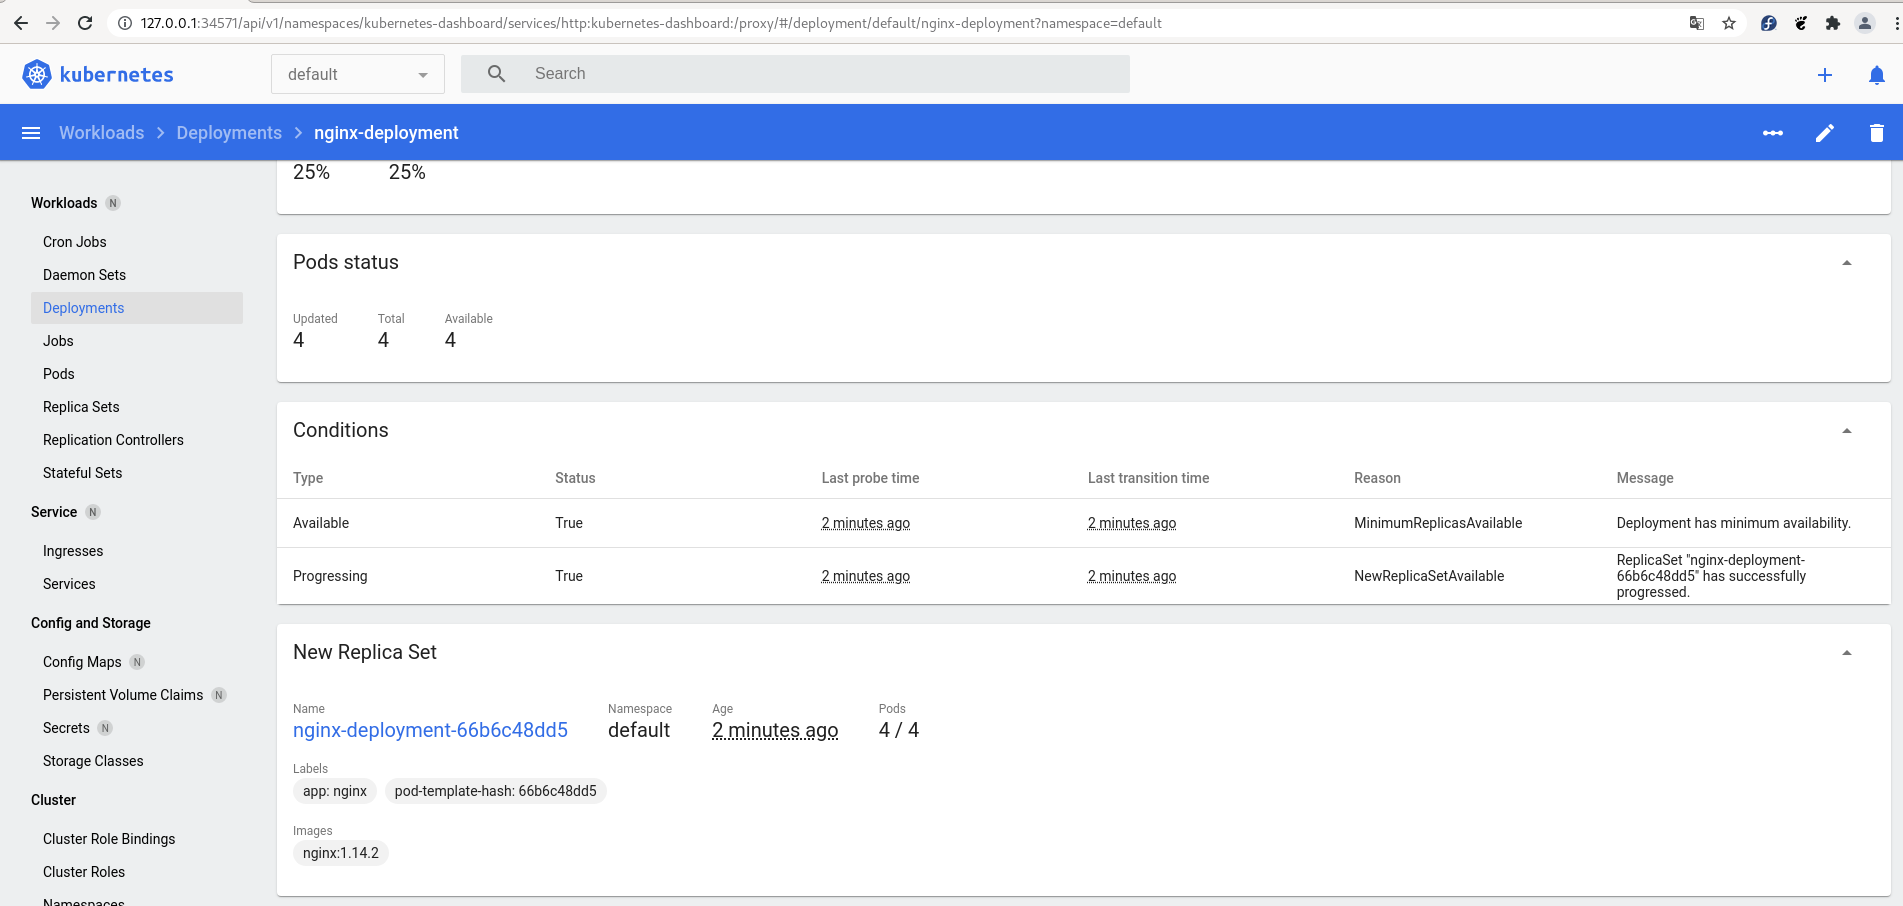 127.0.0.1:34571/api/v1/namespaces/kubernetes-dashboard/services/http:kubernetes-dashboard:/proxy/#/deployment/default/nginx-deployment?namespace=default
kubernetes
default
Search
Workloads > Deployments > nginx-deployment
25% 25%
Workloads N
Cron Jobs
Daemon Sets
Deployments
Jobs
Pods
Replica Sets
Replication Controllers
Stateful Sets
Service N
Ingresses
Services
Config and Storage
Config Maps N
Persistent Volume Claims N
Secrets N
Storage Classes
Cluster
Cluster Role Bindings
Cluster Roles
Namespaces
Pods status
Updated Total Available
4 4 4
Conditions
Type Status Last probe time Last transition time Reason Message
Available True 2 minutes ago 2 minutes ago MinimumReplicasAvailable Deployment has minimum availability.
Progressing True 2 minutes ago 2 minutes ago NewReplicaSetAvailable ReplicaSet "nginx-deployment-
66b6c48dd5" has successfully
progressed.
New Replica Set
Name Namespace Age Pods
nginx-deployment-66b6c48dd5 default 2 minutes ago 4 / 4
Labels
app: nginx pod-template-hash: 66b6c48dd5
Images
nginx:1.14.2